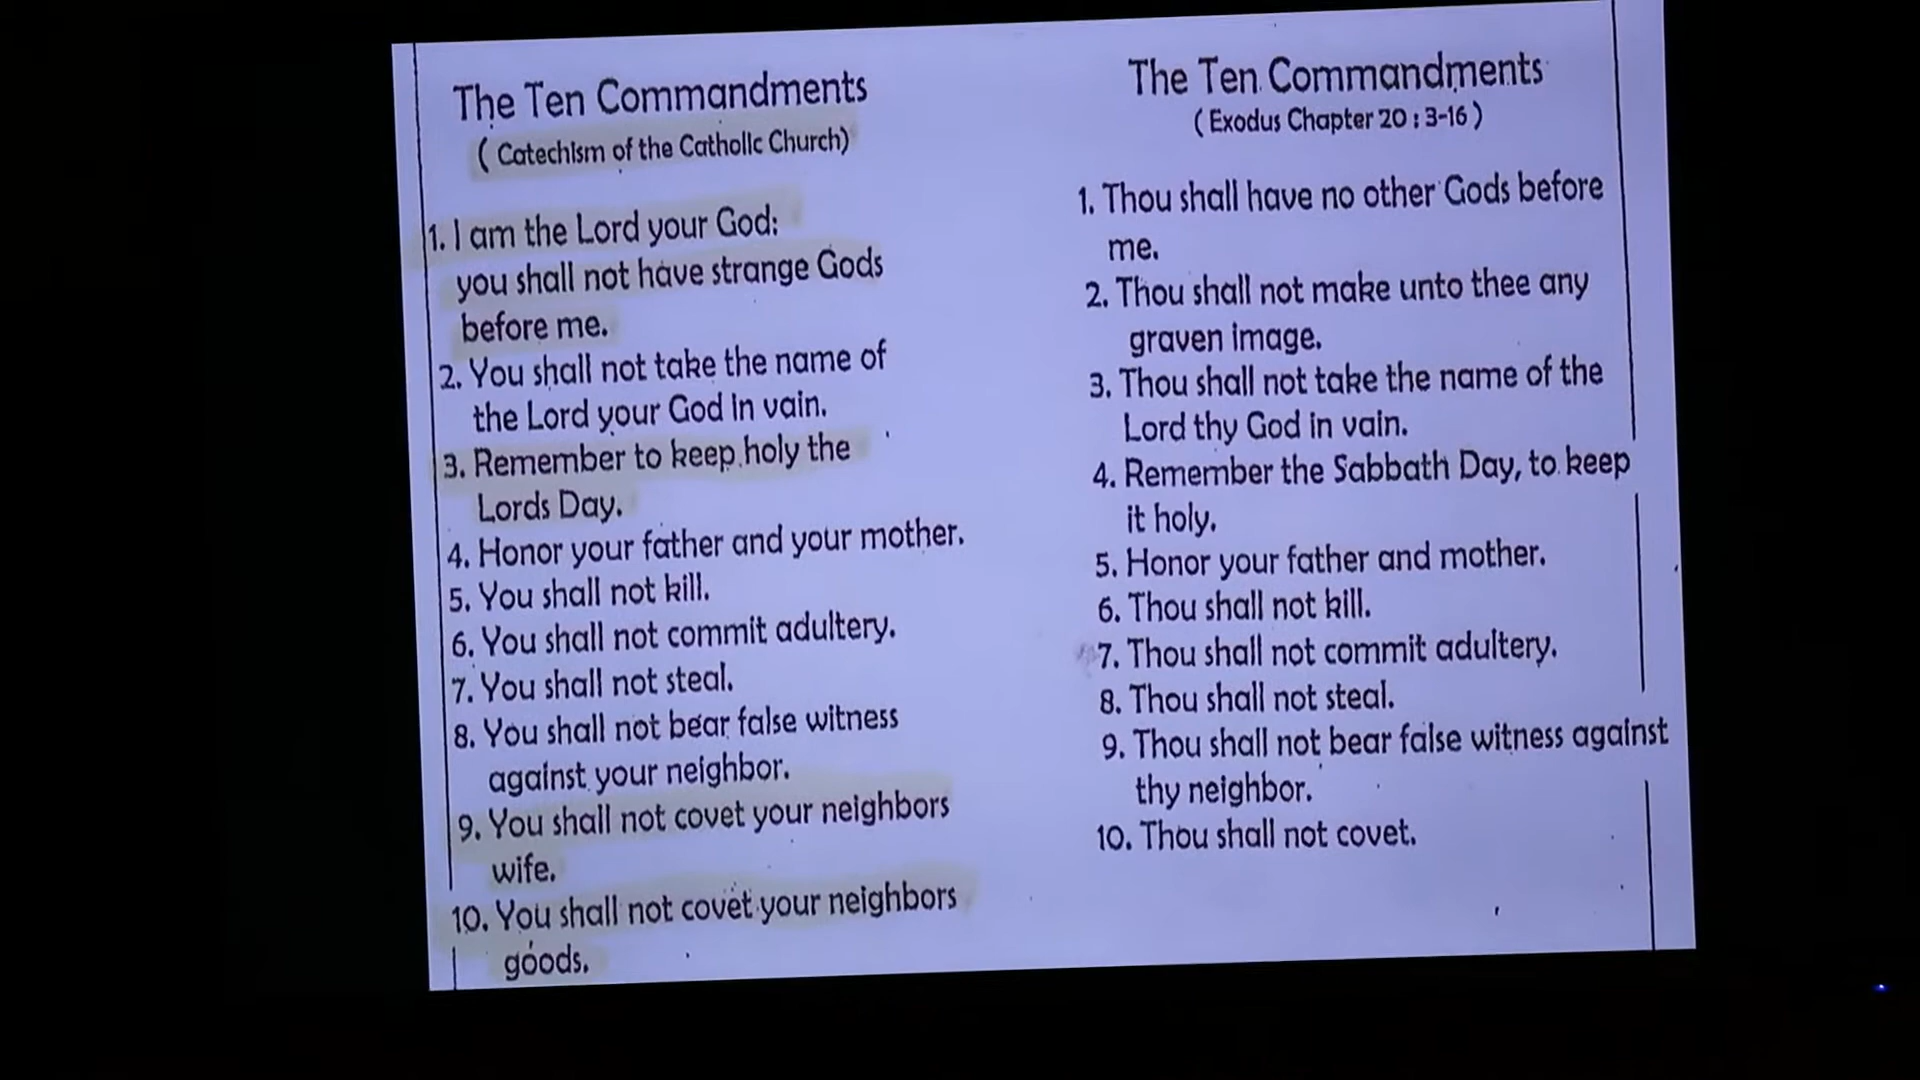 The Ten Commandments
( Catechism of the Catholic Church)
1. I am the Lord your God:
you shall not have strange Gods
before me.
2. You shall not take the name of
the Lord your God in vain.
3. Remember to keep holy the
Lords Day.
4. Honor your father and your mother.
5. You shall not kill.
6. You shall not commit adultery.
7. You shall not steal.
8. You shall not bear false witness
against your neighbor.
9. You shall not covet your neighbors
wife.
10. You shall not covet your neighbors
goods.
The Ten Commandments
( Exodus Chapter 20 : 3-16 )
1. Thou shall have no other Gods before
me.
2. Thou shall not make unto thee any
graven image.
3. Thou shall not take the name of the
Lord thy God in vain.
4. Remember the Sabbath Day, to keep
it holy.
5. Honor your father and mother.
6. Thou shall not kill.
7. Thou shall not commit adultery.
8. Thou shall not steal.
9. Thou shall not bear false witness against
thy neighbor.
10. Thou shall not covet.